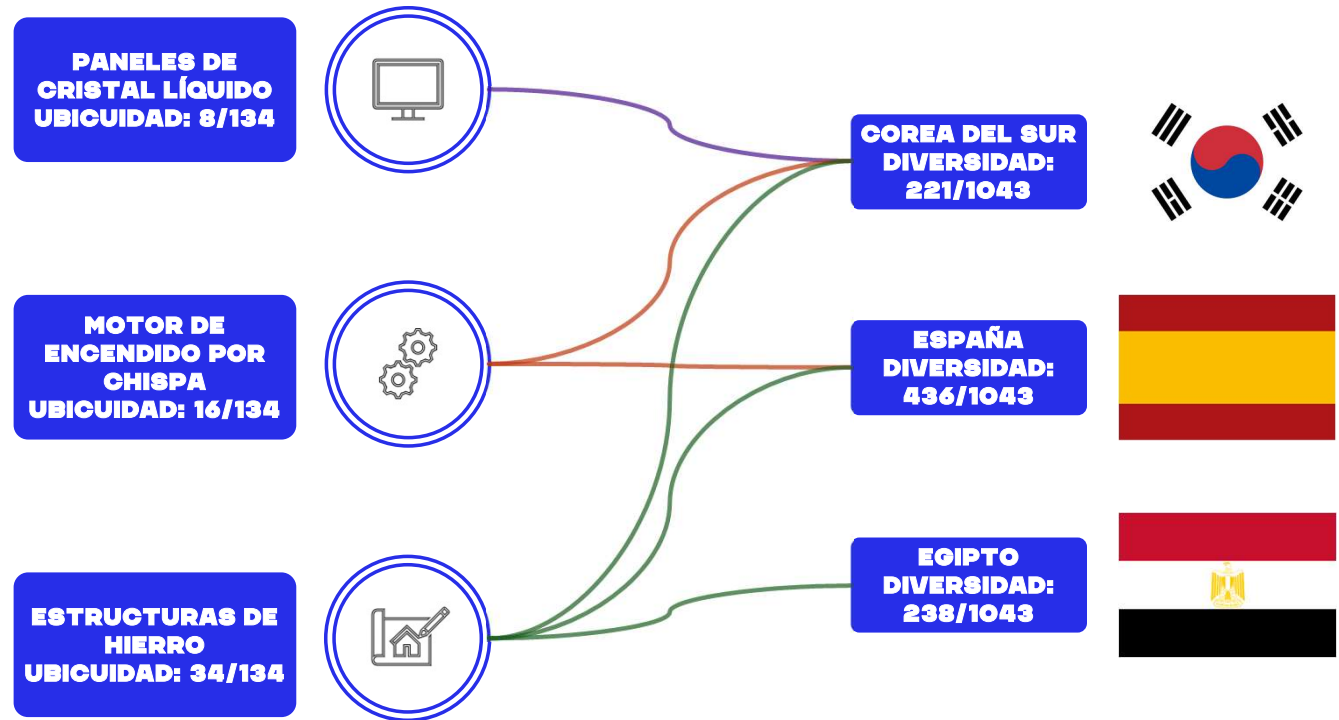 PANELES DE
CRISTAL LÍQUIDO
UBICUIDAD: 8/134
COREA DEL SUR
DIVERSIDAD:
221/1043
MOTOR DE
ENCENDIDO POR
CHISPA
UBICUIDAD: 16/134
ESPAÑA
DIVERSIDAD:
436/1043
ESTRUCTURAS DE
HIERRO
UBICUIDAD: 34/134
EGIPTO
DIVERSIDAD:
238/1043